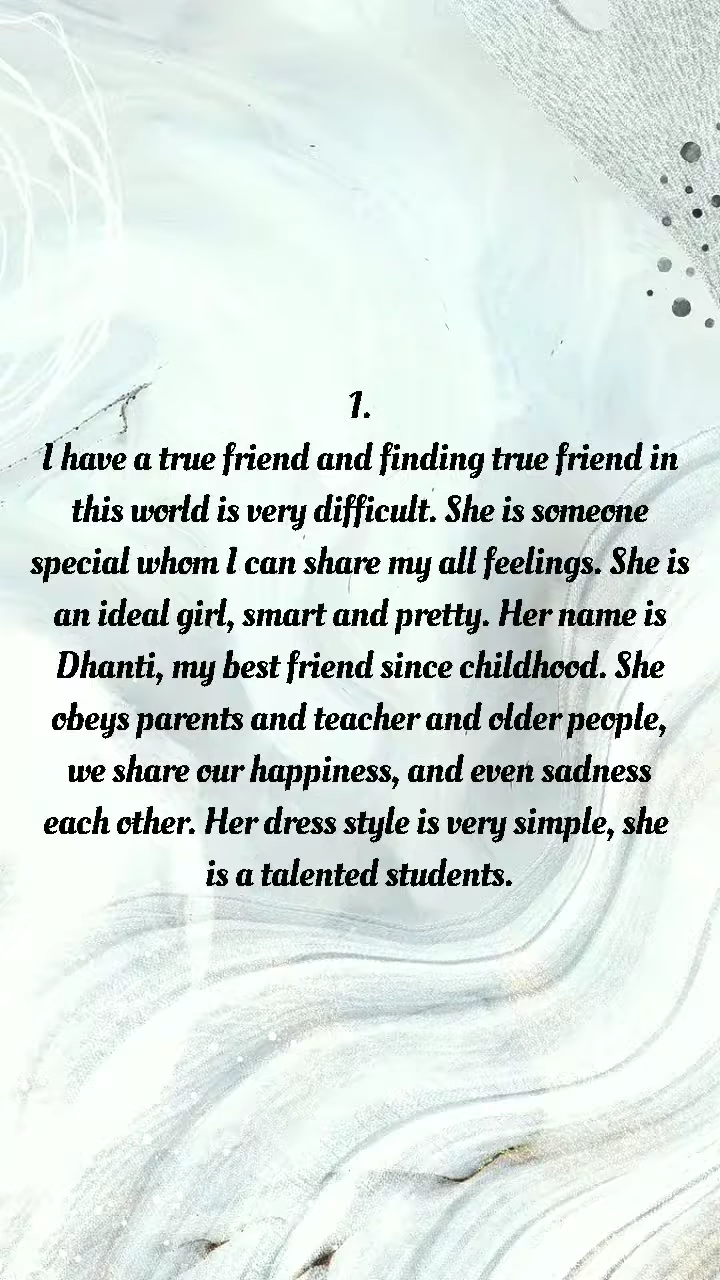 1.
I have a true friend and finding true friend in
this world is very difficult. She is someone
special whom I can share my all feelings. She is
an ideal girl, smart and pretty. Her name is
Dhanti, my best friend since childhood. She
obeys parents and teacher and older people,
we share our happiness, and even sadness
each other. Her dress style is very simple, she
is a talented students.